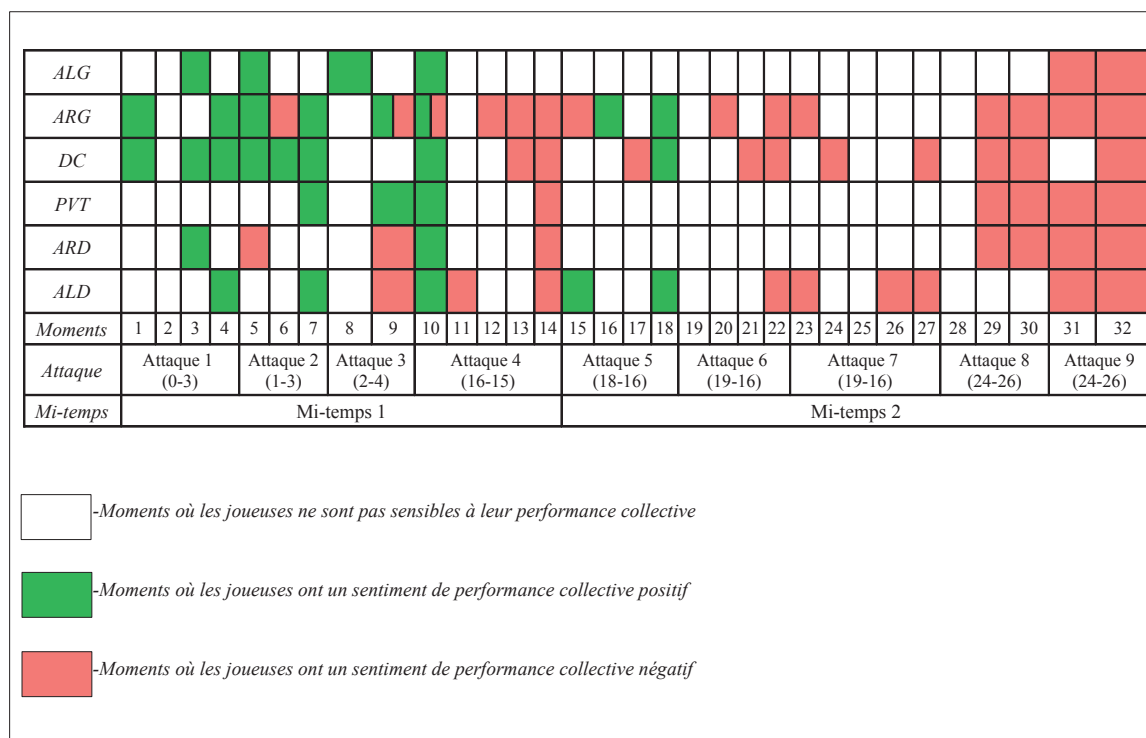 ALG
ARG
DC
PVT
ARD
ALD
Moments 1 2 3 4 5 6 7 8 9 10 11 12 13 14 15 16 17 18 19 20 21 22 23 24 25 26 27 28 29 30 31 32
Attaque Attaque 1 (0-3) Attaque 2 (1-3) Attaque 3 (2-4) Attaque 4 (16-15) Attaque 5 (18-16) Attaque 6 (19-16) Attaque 7 (19-16) Attaque 8 (24-26) Attaque 9 (24-26)
Mi-temps Mi-temps 1 Mi-temps 2
-Moments où les joueuses ne sont pas sensibles à leur performance collective
-Moments où les joueuses ont un sentiment de performance collective positif
-Moments où les joueuses ont un sentiment de performance collective négatif